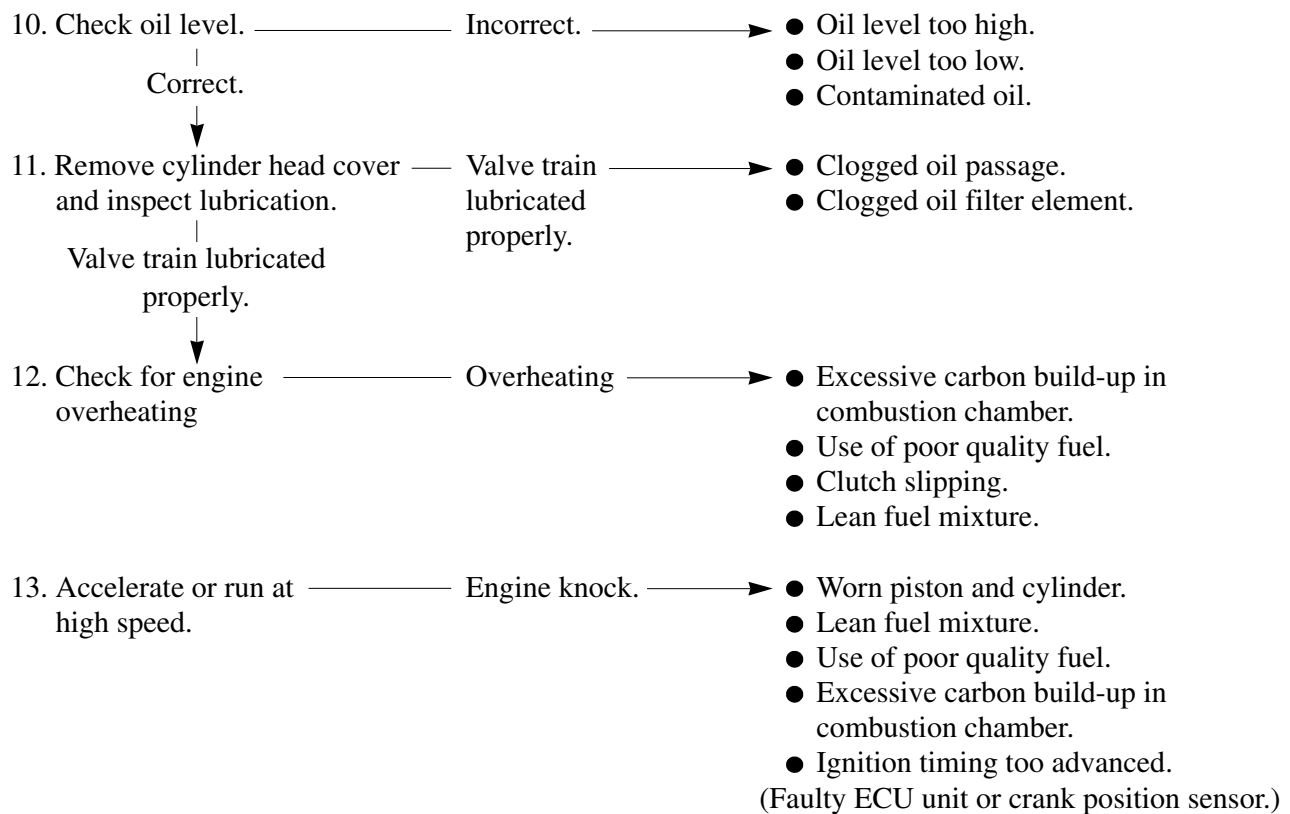 10. Check oil level. Incorrect. ● Oil level too high.
● Oil level too low.
Correct.
● Contaminated oil.
11. Remove cylinder head cover Valve train ● Clogged oil passage.
and inspect lubrication. lubricated ● Clogged oil filter element.
properly.
Valve train lubricated
properly.
12. Check for engine Overheating ● Excessive carbon build-up in
overheating combustion chamber.
● Use of poor quality fuel.
● Clutch slipping.
● Lean fuel mixture.
13. Accelerate or run at Engine knock. ● Worn piston and cylinder.
high speed. ● Lean fuel mixture.
● Use of poor quality fuel.
● Excessive carbon build-up in
combustion chamber.
● Ignition timing too advanced.
(Faulty ECU unit or crank position sensor.)